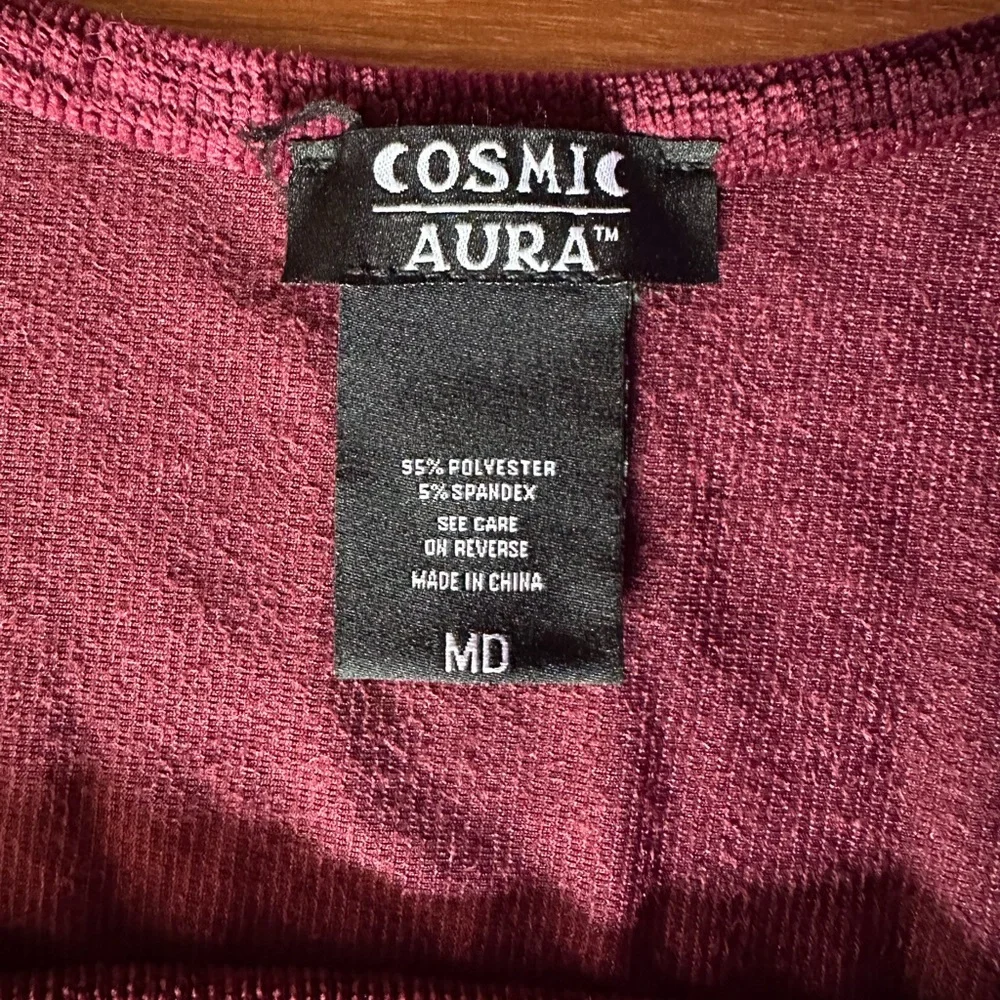 COSMIC
AURA™
95% POLYESTER
5% SPANDEX
SEE CARE
ON REVERSE
MADE IN CHINA
MD